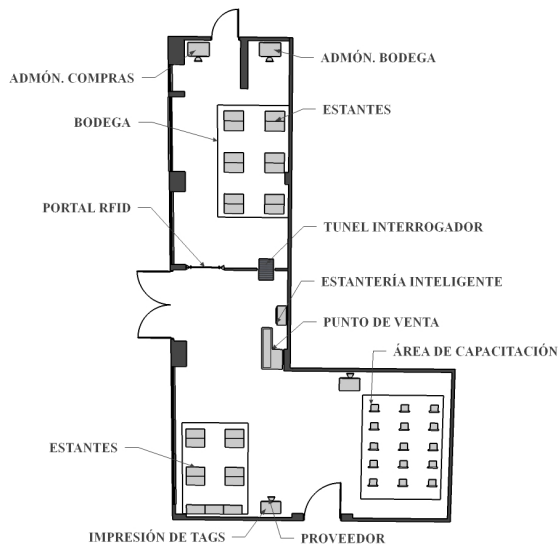 ADMÓN. COMPRAS
ADMÓN. BODEGA
ESTANTES
BODEGA
PORTAL RFID
TUNEL INTERROGADOR
ESTANTERÍA INTELIGENTE
PUNTO DE VENTA
ÁREA DE CAPACITACIÓN
ESTANTES
IMPRESIÓN DE TAGS
PROVEEDOR